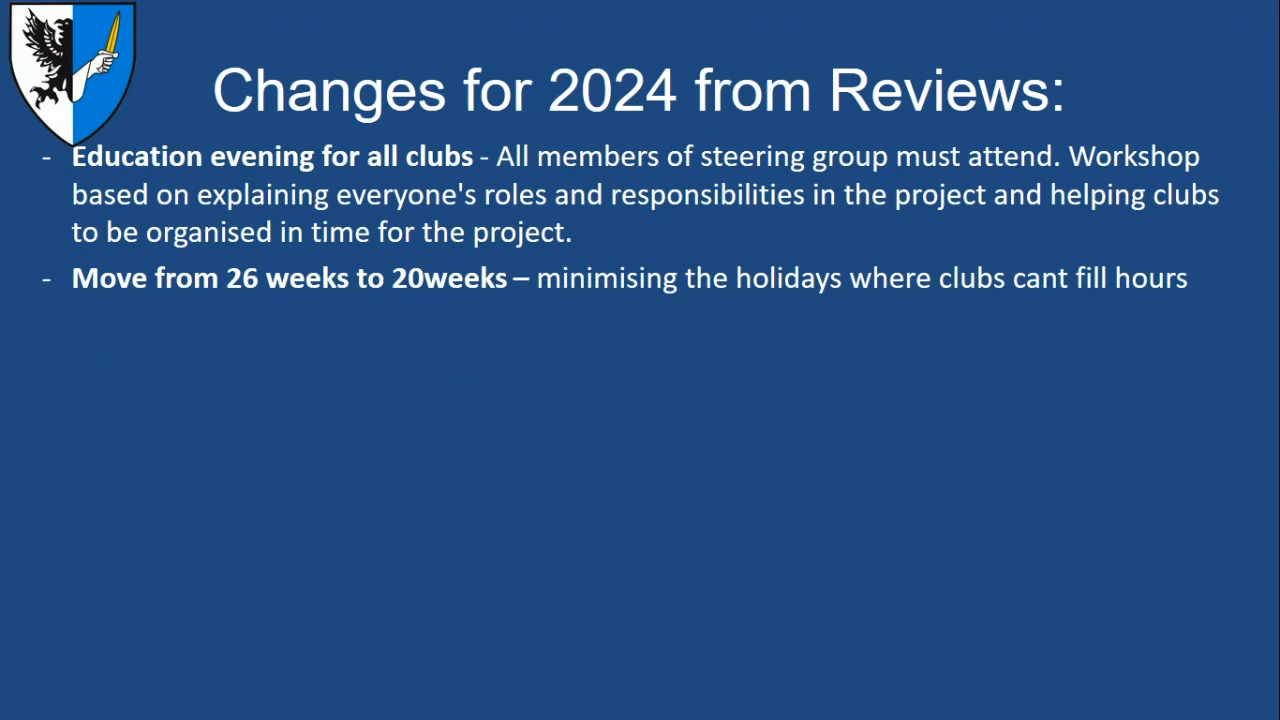 Changes for 2024 from Reviews:
- Education evening for all clubs - All members of steering group must attend. Workshop
based on explaining everyone's roles and responsibilities in the project and helping clubs
to be organised in time for the project.
- Move from 26 weeks to 20weeks – minimising the holidays where clubs cant fill hours